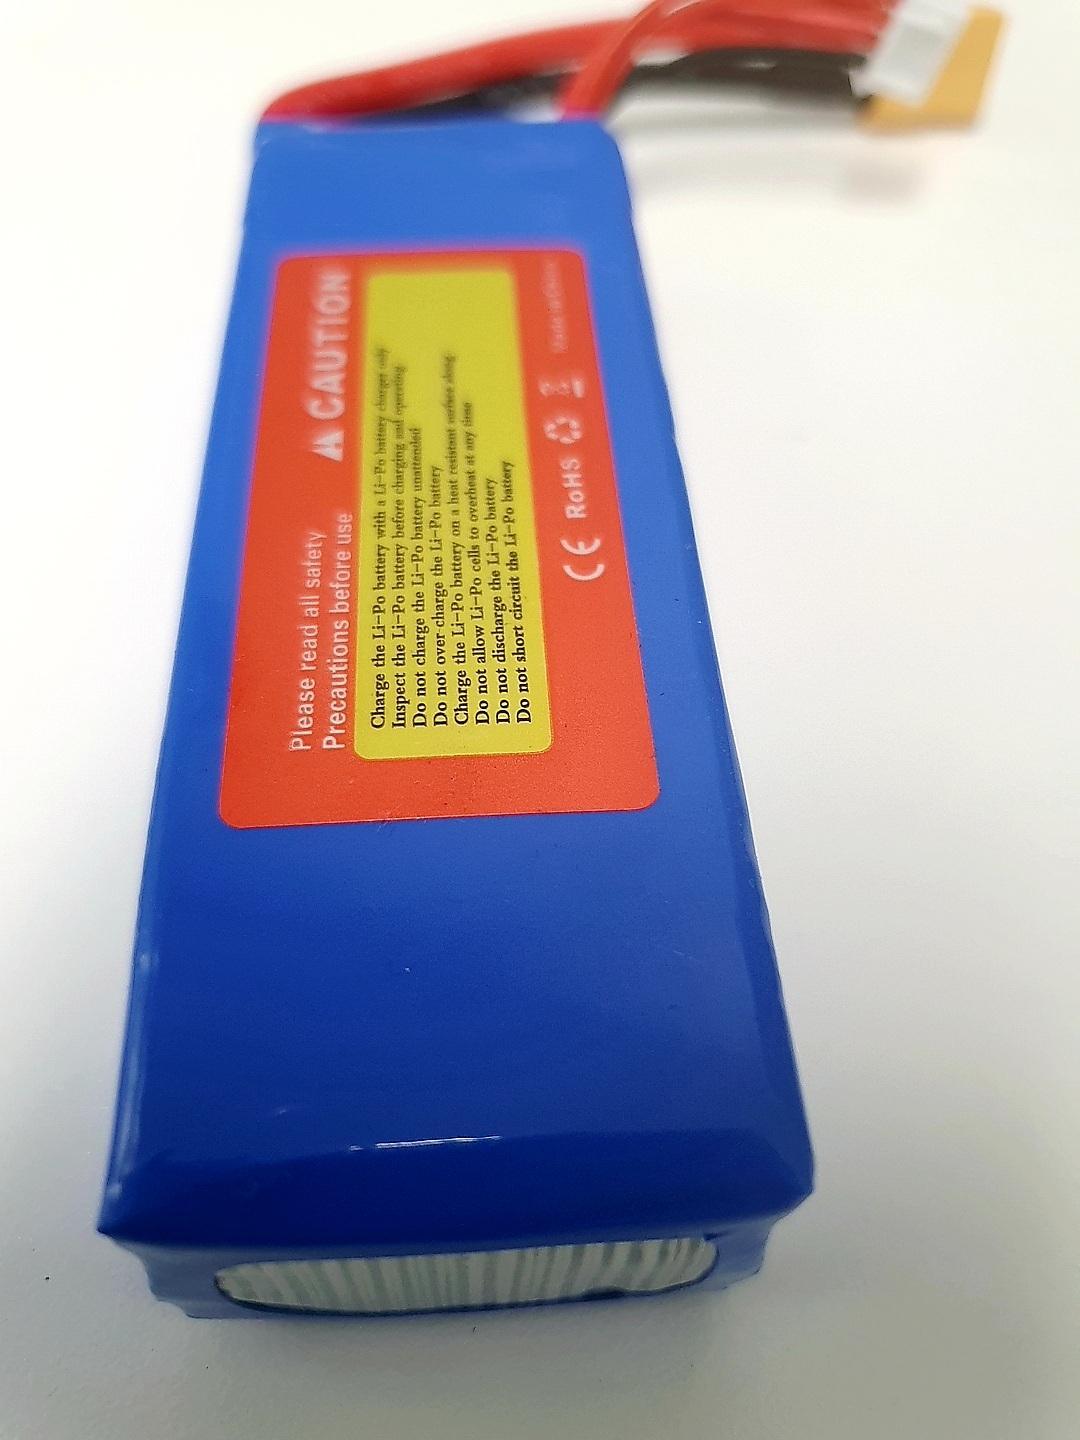 Please read all safety
Precautions before use
CAUTION
Charge the Li-Po battery with a Li-Po battery charger only
Inspect the Li-Po battery before charging and operating
Do not charge the Li-Po battery unattended
Do not over-charge the Li-Po battery
Charge the Li-Po battery on a heat resistant surface along
Do not allow Li-Po cells to overheat at any time
Do not discharge the Li-Po battery
Do not short circuit the Li-Po battery
CE RoHS Made in China